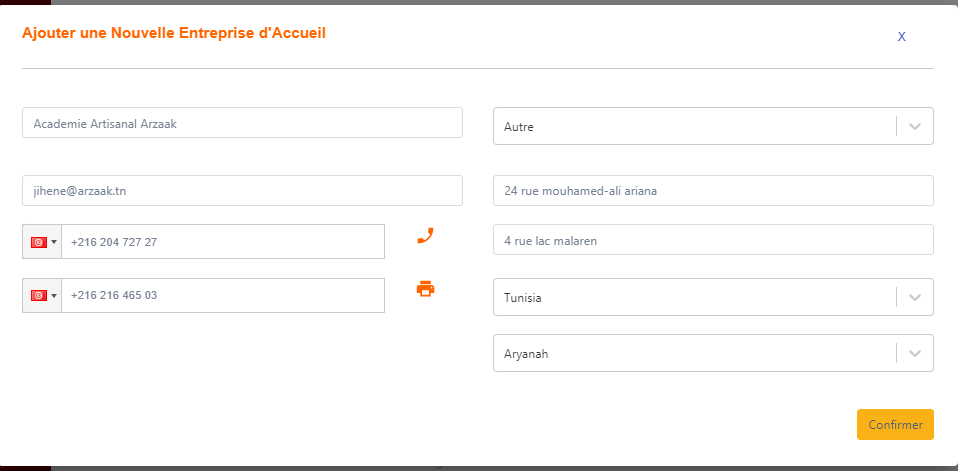 Ajouter une Nouvelle Entreprise d'Accueil
X
Academie Artisanal Arzaak
Autre
jihene@arzaak.tn
24 rue mouhamed-ali ariana
+216 204 727 27
4 rue lac malaren
+216 216 465 03
Tunisia
Aryanah
Confirmer